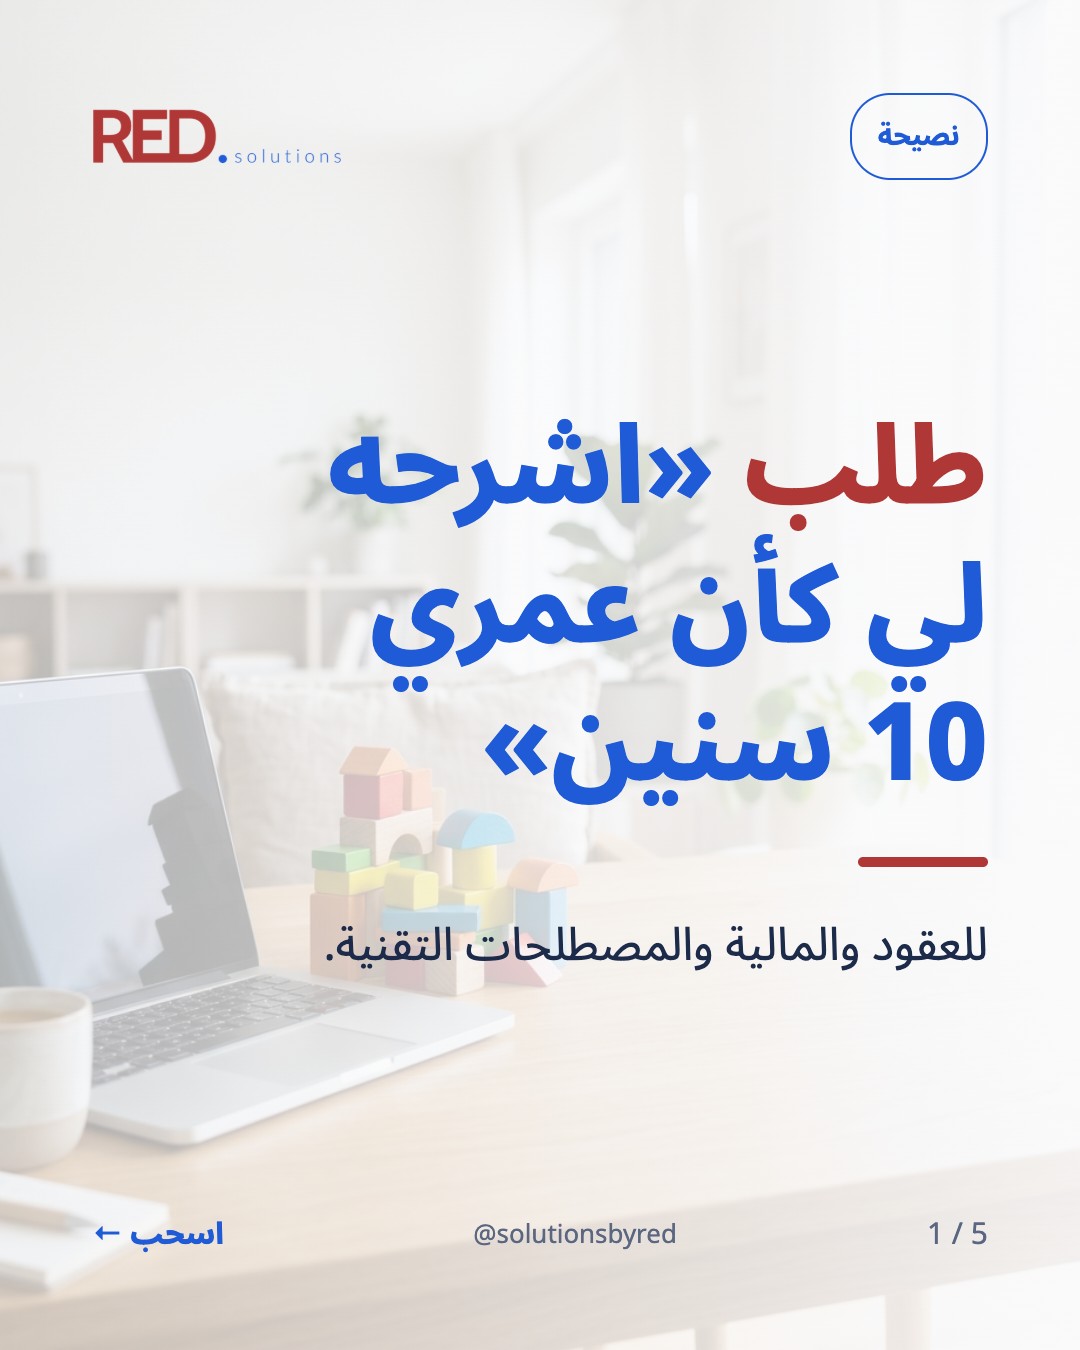 RED.solutions
نصيحة
طلب «اشرحه
لي كأن عمري
10 سنين»
للعقود والمالية والمصطلحات التقنية.
اسحب ←
@solutionsbyred
1 / 5